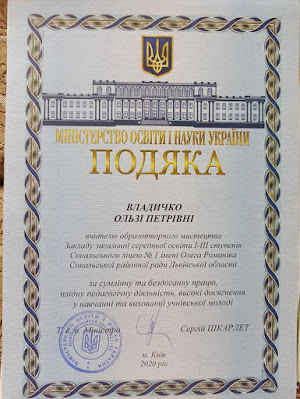 МІНІСТЕРСТВО ОСВІТИ І НАУКИ УКРАЇНИ
ПОДЯКА
ВЛАДИЧКО
ОЛЬЗІ ПЕТРІВНІ
вчителю образотворчого мистецтва
Закладу загальної середньої освіти І-ІІІ ступенів
Сокальського ліцею № 1 імені Олега Романіва
Сокальської районної ради Львівської області
за сумлінну та бездоганну працю,
плідну педагогічну діяльність, високі досягнення
у навчанні та вихованні учнівської молоді
Т. в. о. Міністра Сергій ШКАРЛЕТ
м. Київ
2020 рік